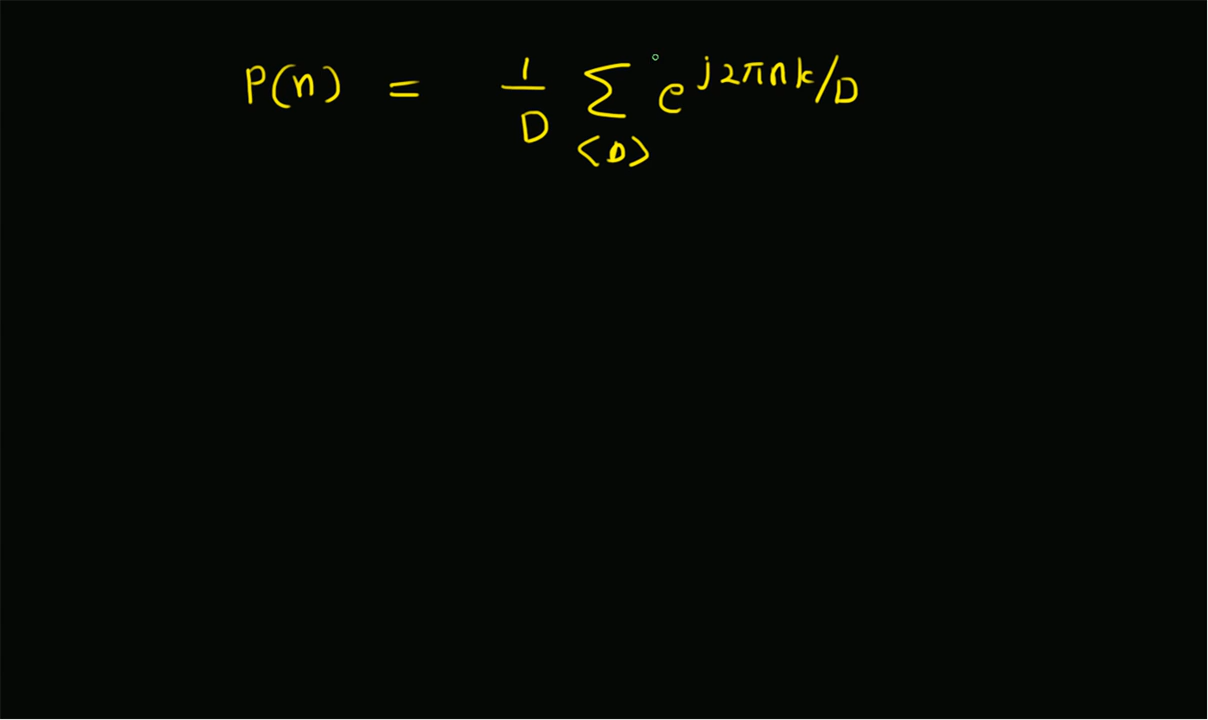 P(n) = 1/D ∑<D> e^{j2πnk/D}